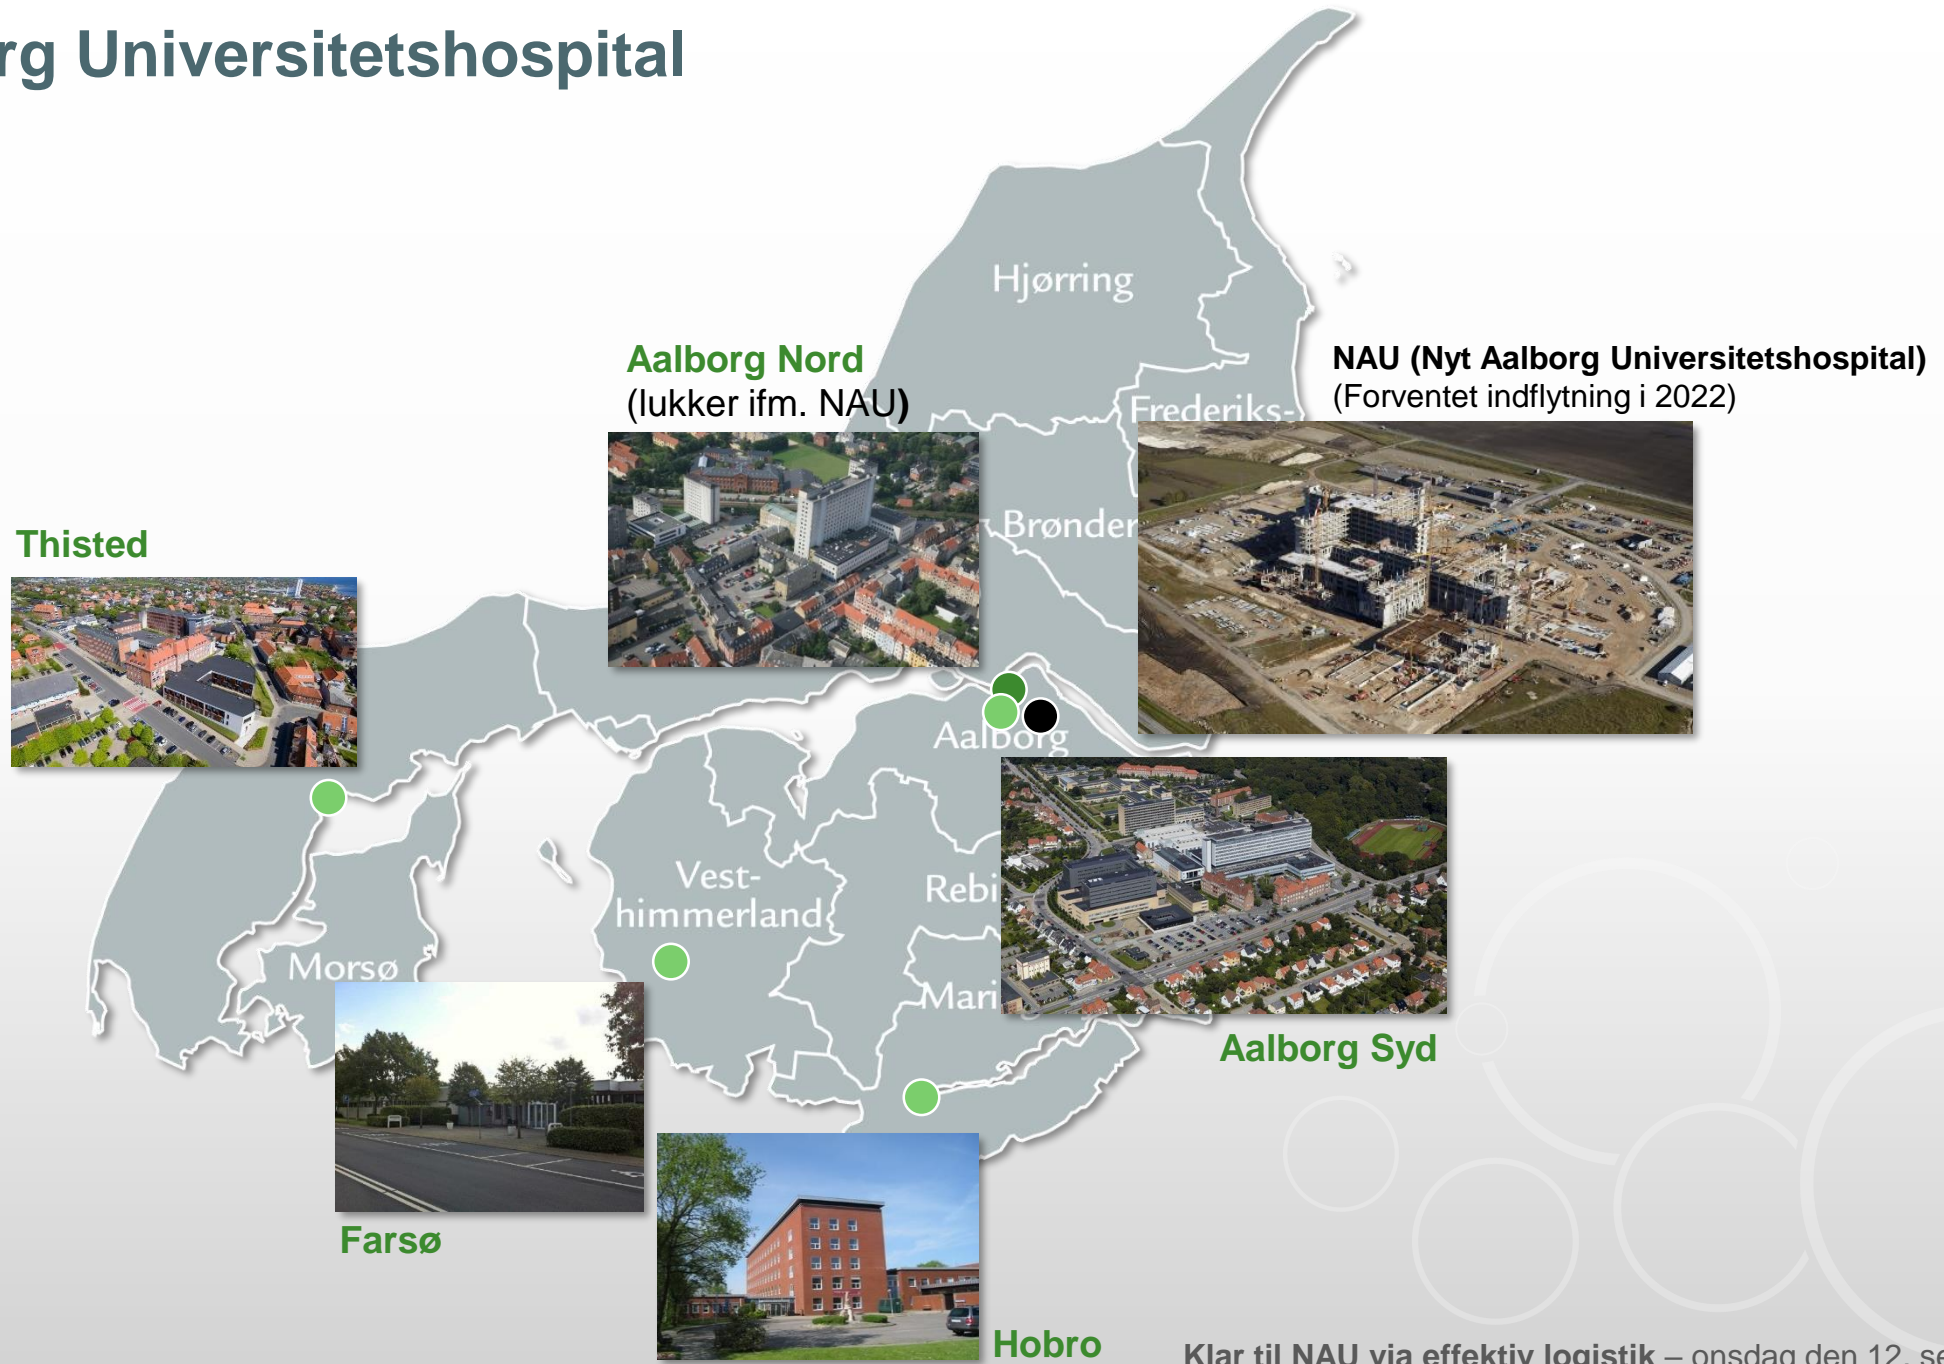 rg Universitetshospital
Hjørring
Aalborg Nord
(lukker ifm. NAU)
NAU (Nyt Aalborg Universitetshospital)
(Forventet indflytning i 2022)
Frederiks-
Brønder
Thisted
Aalborg
Vest-
himmerland
Rebi
Morsø
Mari
Aalborg Syd
Farsø
Hobro
Klar til NAU via effektiv logistik – onsdag den 12. se